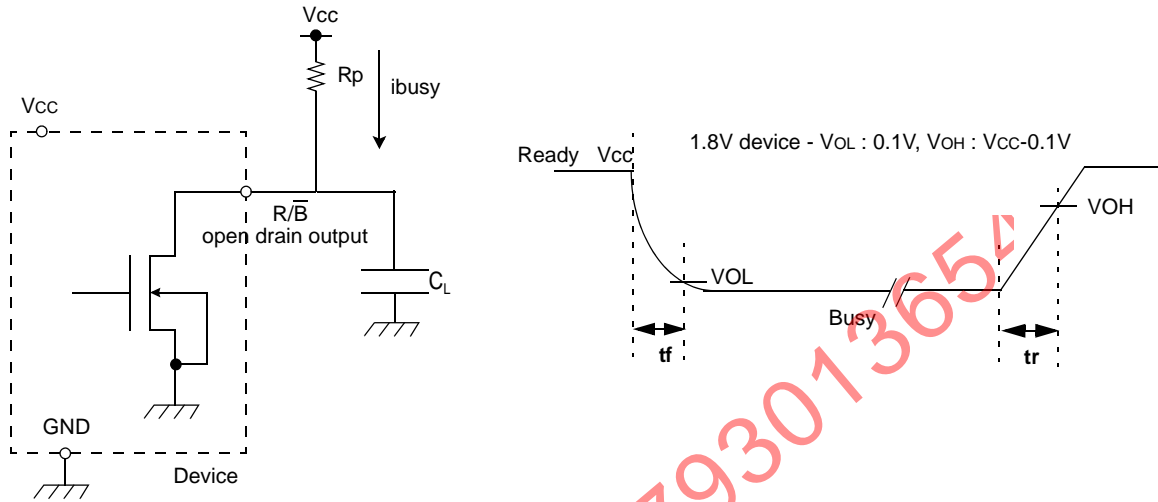 Vcc
Rp
ibusy
Vcc
R/B̅
open drain output
CL
GND
Device
1.8V device - VOL : 0.1V, VOH : VCC-0.1V
Ready Vcc
VOH
VOL
Busy
tf
tr
793013654